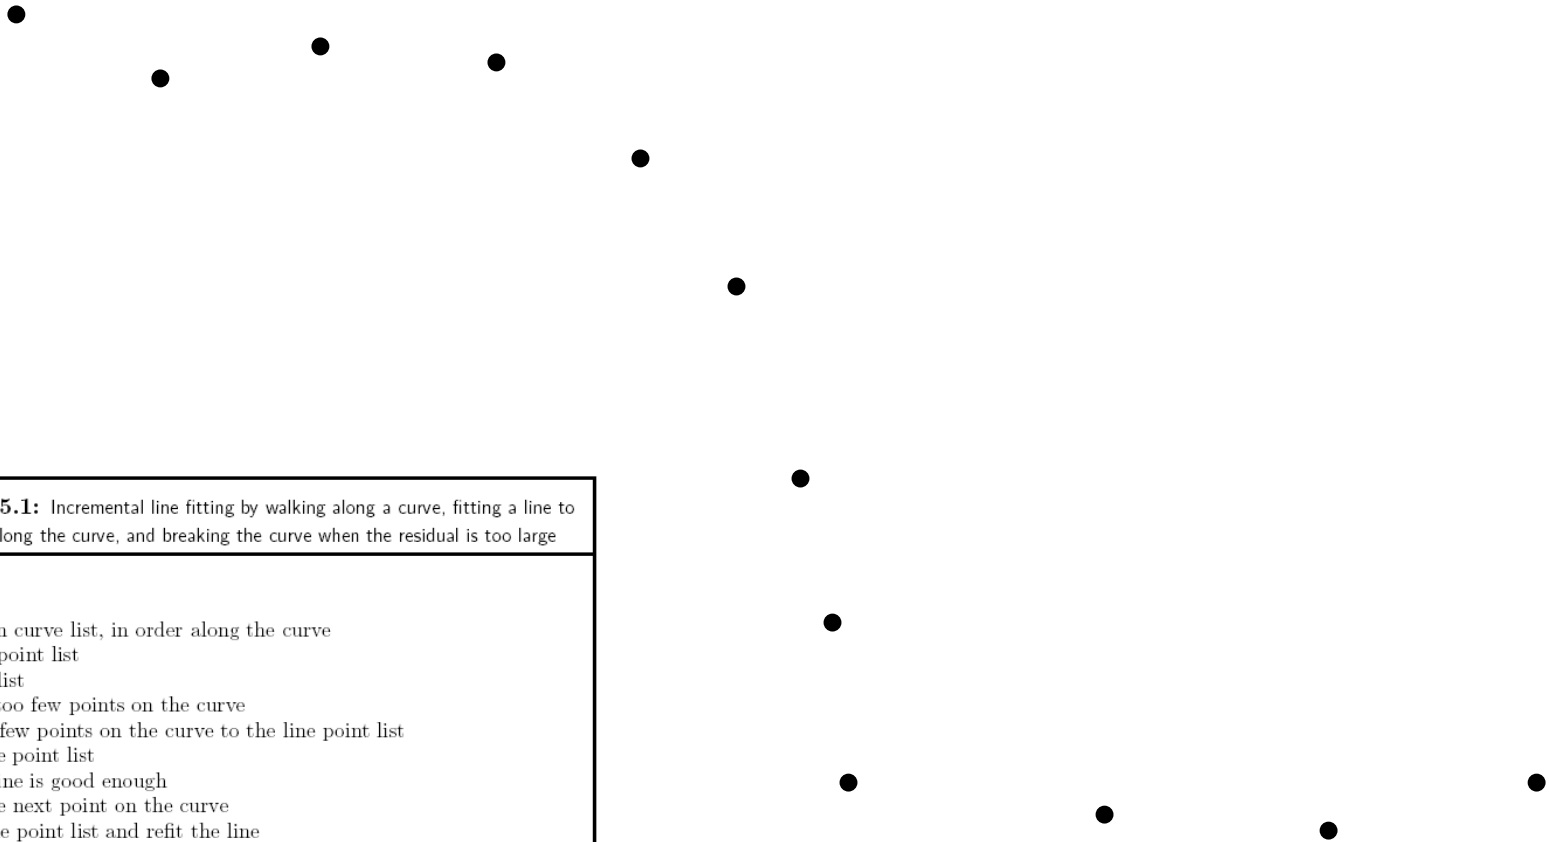 5.1: Incremental line fitting by walking along a curve, fitting a line to
long the curve, and breaking the curve when the residual is too large
n curve list, in order along the curve
point list
list
too few points on the curve
few points on the curve to the line point list
e point list
ine is good enough
e next point on the curve
e point list and refit the line